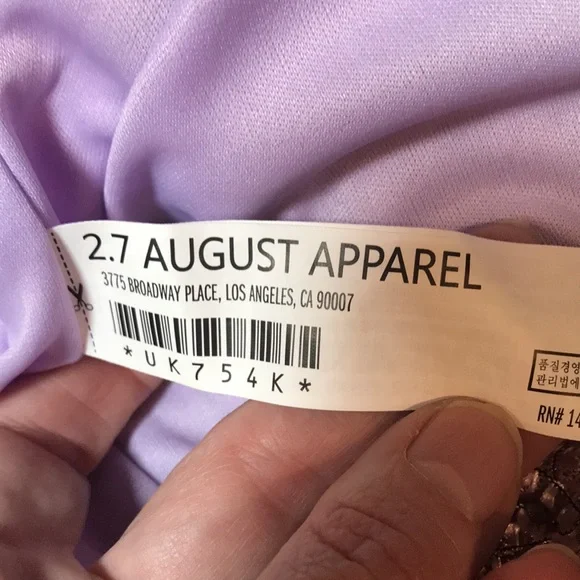 2.7 AUGUST APPAREL
3775 BROADWAY PLACE, LOS ANGELES, CA 90007
*UK754K*
품질경영
관리법에
RN# 14